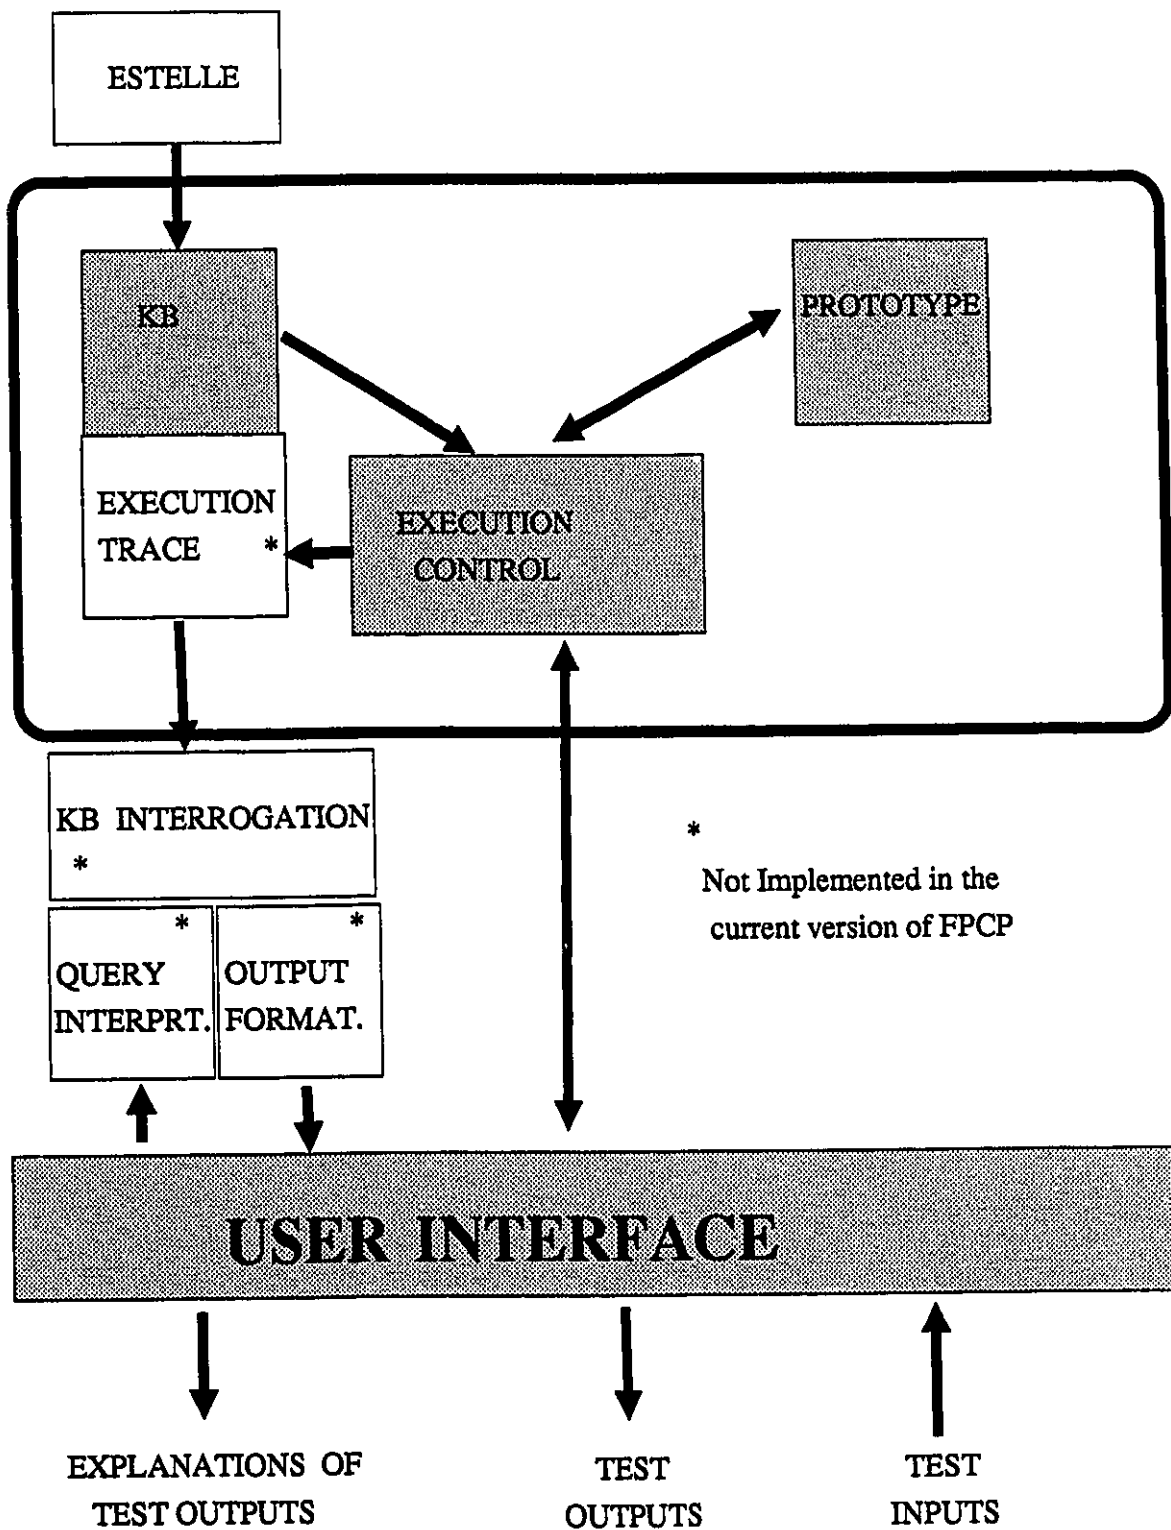 ESTELLE
KB
PROTOTYPE
EXECUTION
TRACE *
EXECUTION
CONTROL
KB INTERROGATION
*
*
QUERY
INTERPRT.
*
OUTPUT
FORMAT.
*
Not Implemented in the
current version of FPCP
USER INTERFACE
EXPLANATIONS OF
TEST OUTPUTS
TEST
OUTPUTS
TEST
INPUTS